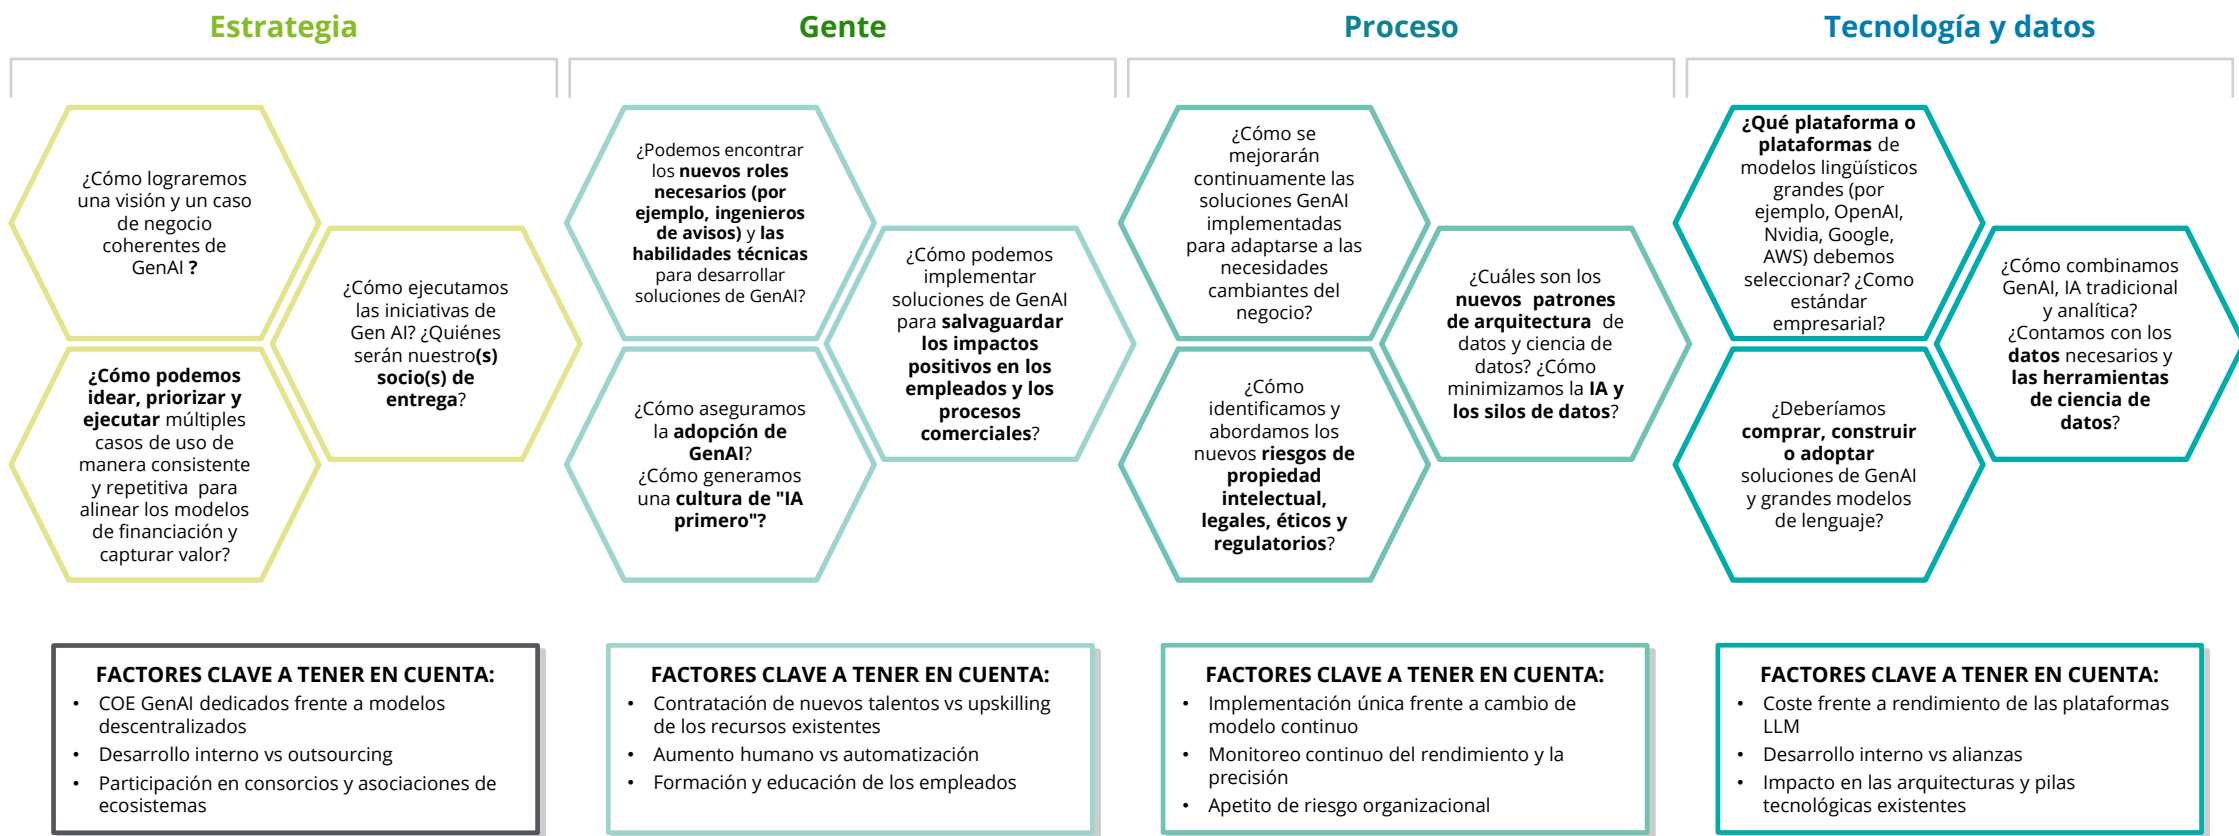 Estrategia
¿Cómo lograremos
una visión y un caso
de negocio
coherentes de
GenAI ?
¿Cómo ejecutamos
las iniciativas de
Gen AI? ¿Quiénes
serán nuestro(s)
socio(s) de
entrega?
¿Cómo podemos
idear, priorizar y
ejecutar múltiples
casos de uso de
manera consistente
y repetitiva para
alinear los modelos
de financiación y
capturar valor?
FACTORES CLAVE A TENER EN CUENTA:
• COE GenAI dedicados frente a modelos
descentralizados
• Desarrollo interno vs outsourcing
• Participación en consorcios y asociaciones de
ecosistemas
Gente
¿Podemos encontrar
los nuevos roles
necesarios (por
ejemplo, ingenieros
de avisos) y las
habilidades técnicas
para desarrollar
soluciones de GenAI?
¿Cómo podemos
implementar
soluciones de GenAI
para salvaguardar
los impactos
positivos en los
empleados y los
procesos
comerciales?
¿Cómo aseguramos
la adopción de
GenAI?
¿Cómo generamos
una cultura de "IA
primero"?
FACTORES CLAVE A TENER EN CUENTA:
• Contratación de nuevos talentos vs upskilling
de los recursos existentes
• Aumento humano vs automatización
• Formación y educación de los empleados
Proceso
¿Cómo se
mejorarán
continuamente las
soluciones GenAI
implementadas
para adaptarse a las
necesidades
cambiantes del
negocio?
¿Cuáles son los
nuevos patrones
de arquitectura de
datos y ciencia de
datos? ¿Cómo
minimizamos la IA y
los silos de datos?
¿Cómo
identificamos y
abordamos los
nuevos riesgos de
propiedad
intelectual,
legales, éticos y
regulatorios?
FACTORES CLAVE A TENER EN CUENTA:
• Implementación única frente a cambio de
modelo continuo
• Monitoreo continuo del rendimiento y la
precisión
• Apetito de riesgo organizacional
Tecnología y datos
¿Qué plataforma o
plataformas de
modelos lingüísticos
grandes (por
ejemplo, OpenAI,
Nvidia, Google,
AWS) debemos
seleccionar? ¿Como
estándar
empresarial?
¿Cómo combinamos
GenAI, IA tradicional
y analítica?
¿Contamos con los
datos necesarios y
las herramientas
de ciencia de
datos?
¿Deberíamos
comprar, construir
o adoptar
soluciones de GenAI
y grandes modelos
de lenguaje?
FACTORES CLAVE A TENER EN CUENTA:
• Coste frente a rendimiento de las plataformas
LLM
• Desarrollo interno vs alianzas
• Impacto en las arquitecturas y pilas
tecnológicas existentes